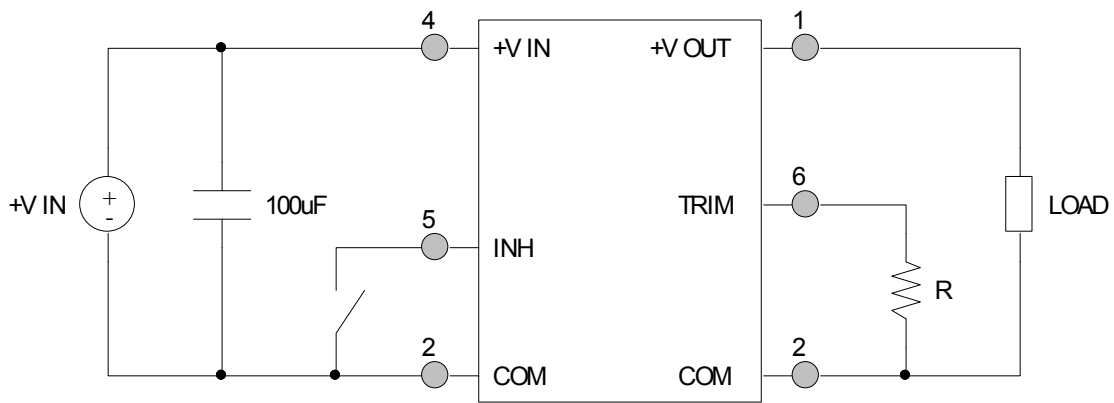 4
1
+V IN
+V OUT
6
+V IN
+
-
100uF
TRIM
LOAD
5
INH
R
2
2
COM
COM